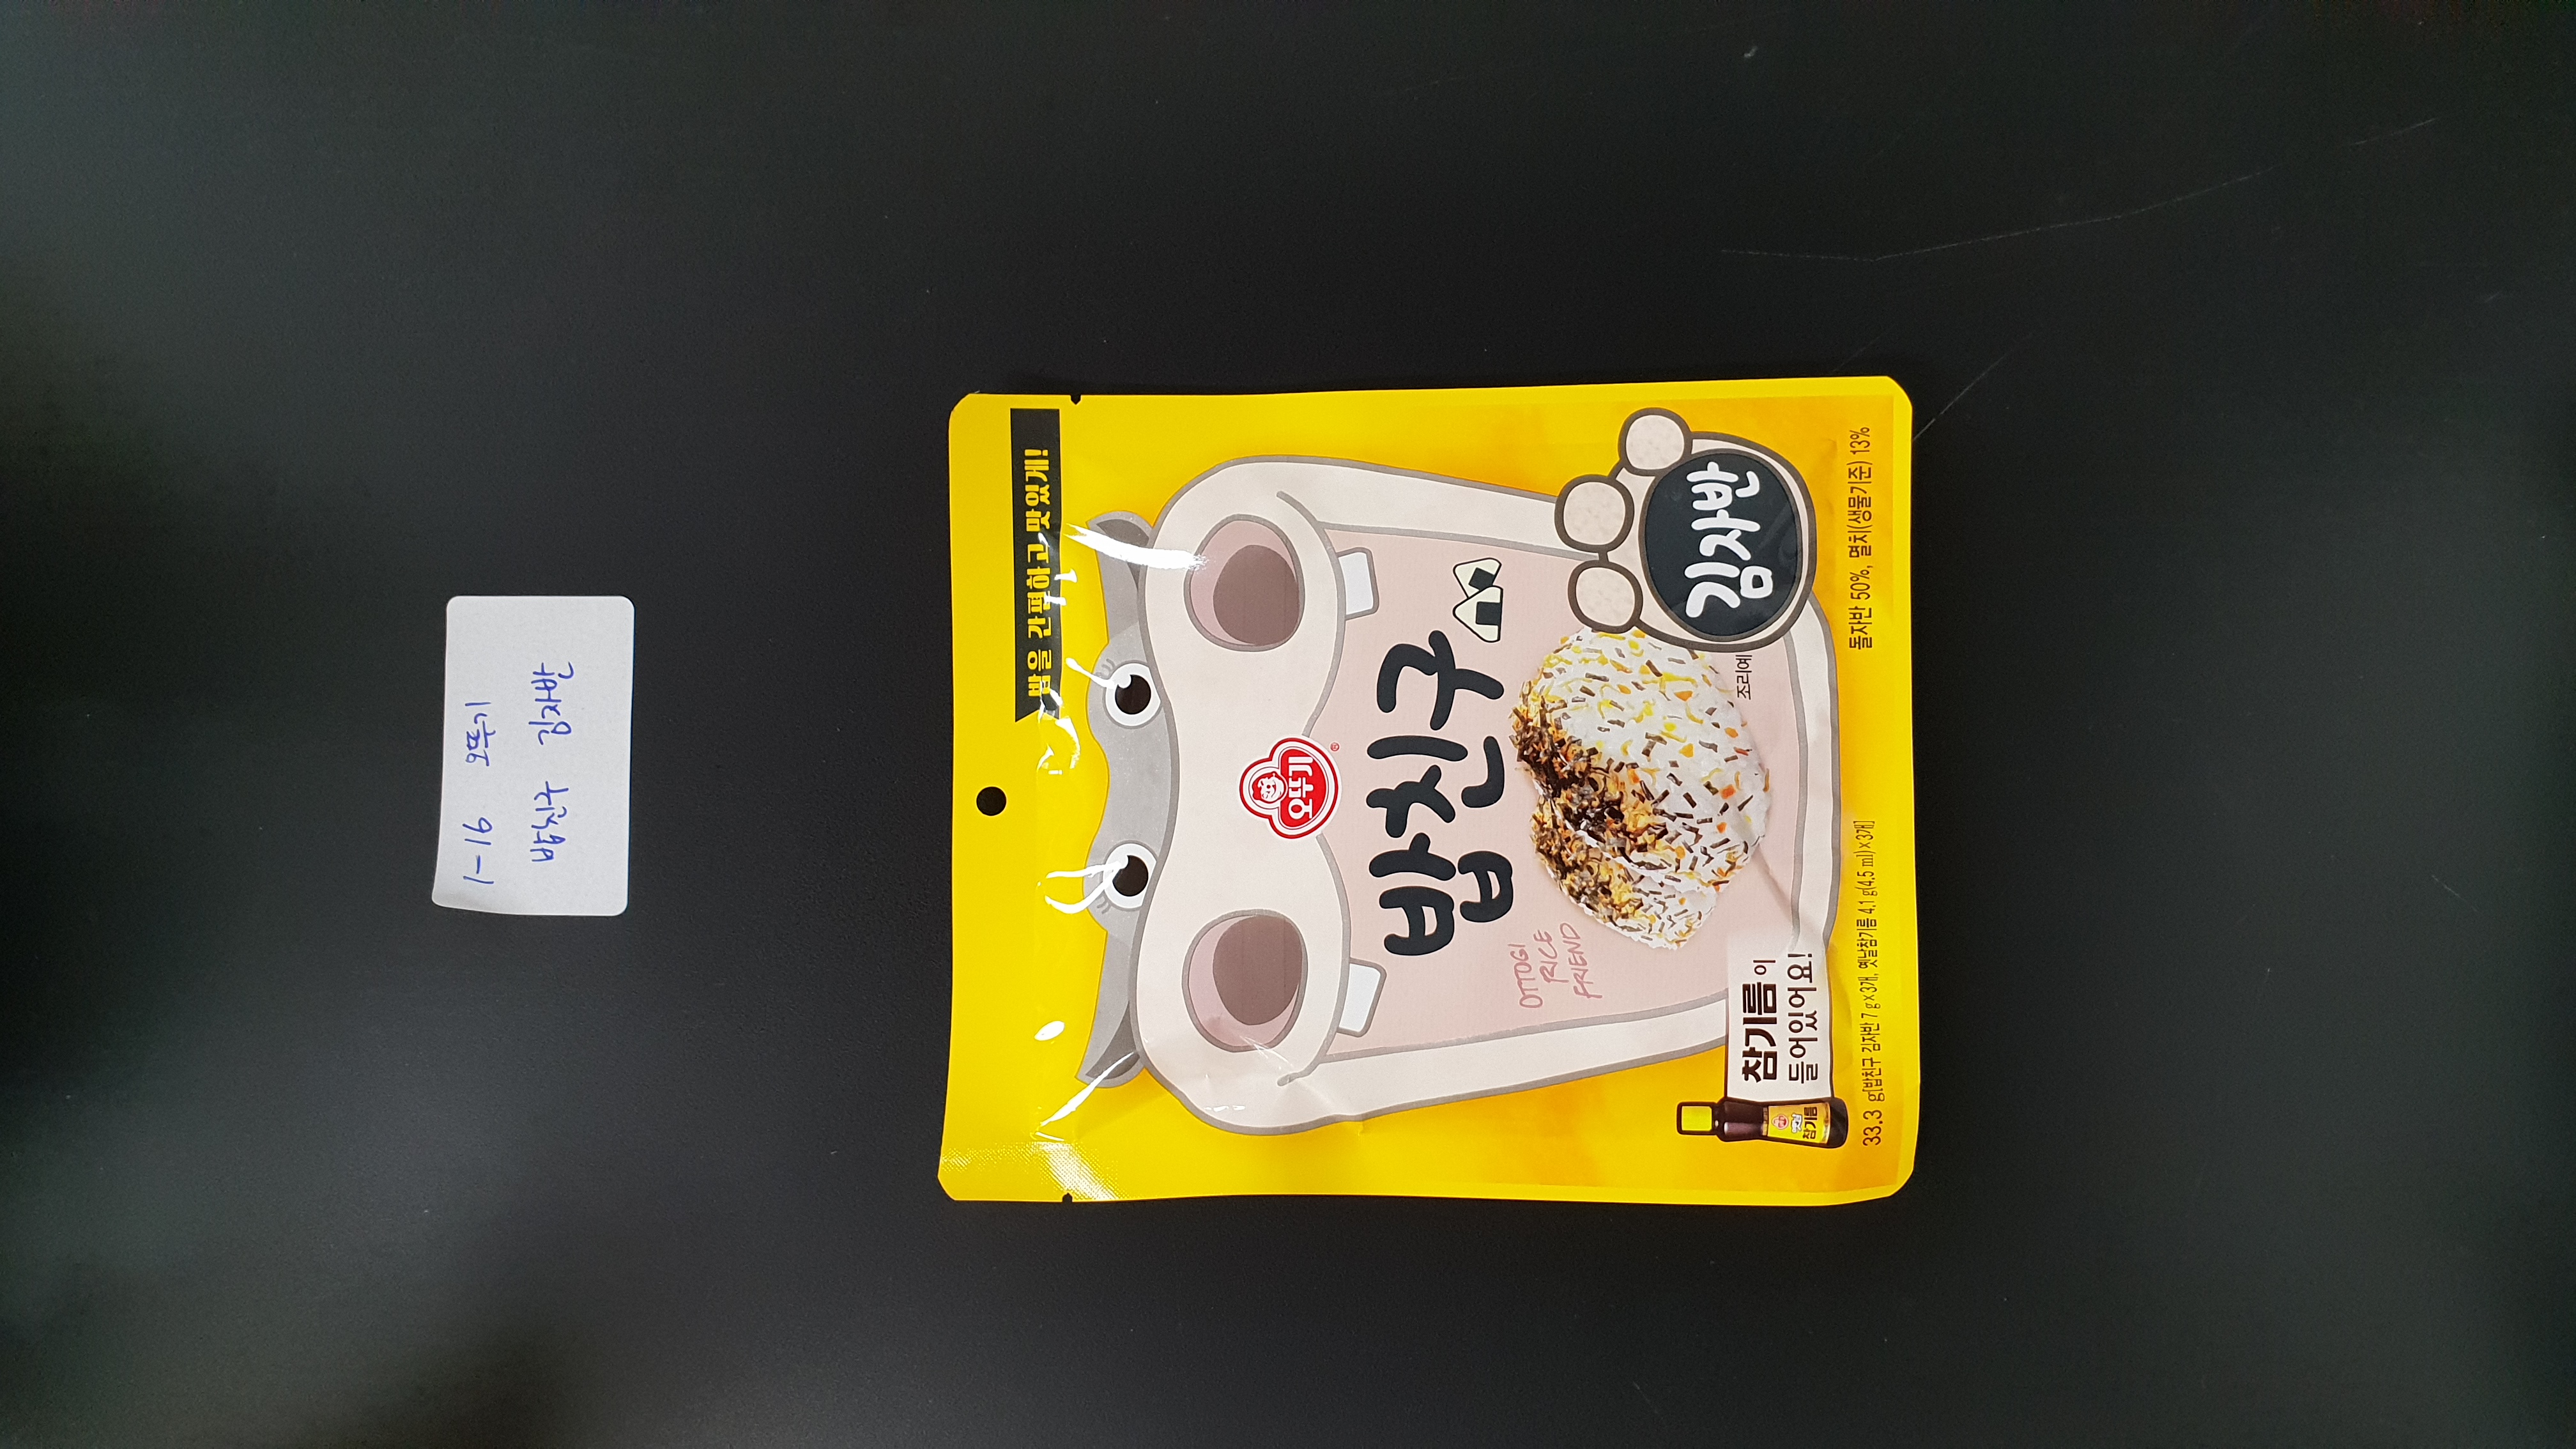 1-16 오뚜기
밥친구 김자반
밥을 간편하고 맛있게!
오뚜기
®
밥친구
OTTOGI
RICE
FRIEND
조리예
김자반
참기름이
들어있어요!
옛날
참기름
33.3 g[밥친구 김자반 7 g×3개, 옛날참기름 4.1 g(4.5 ml)×3개]
돌자반 50%, 멸치(생물기준) 13%